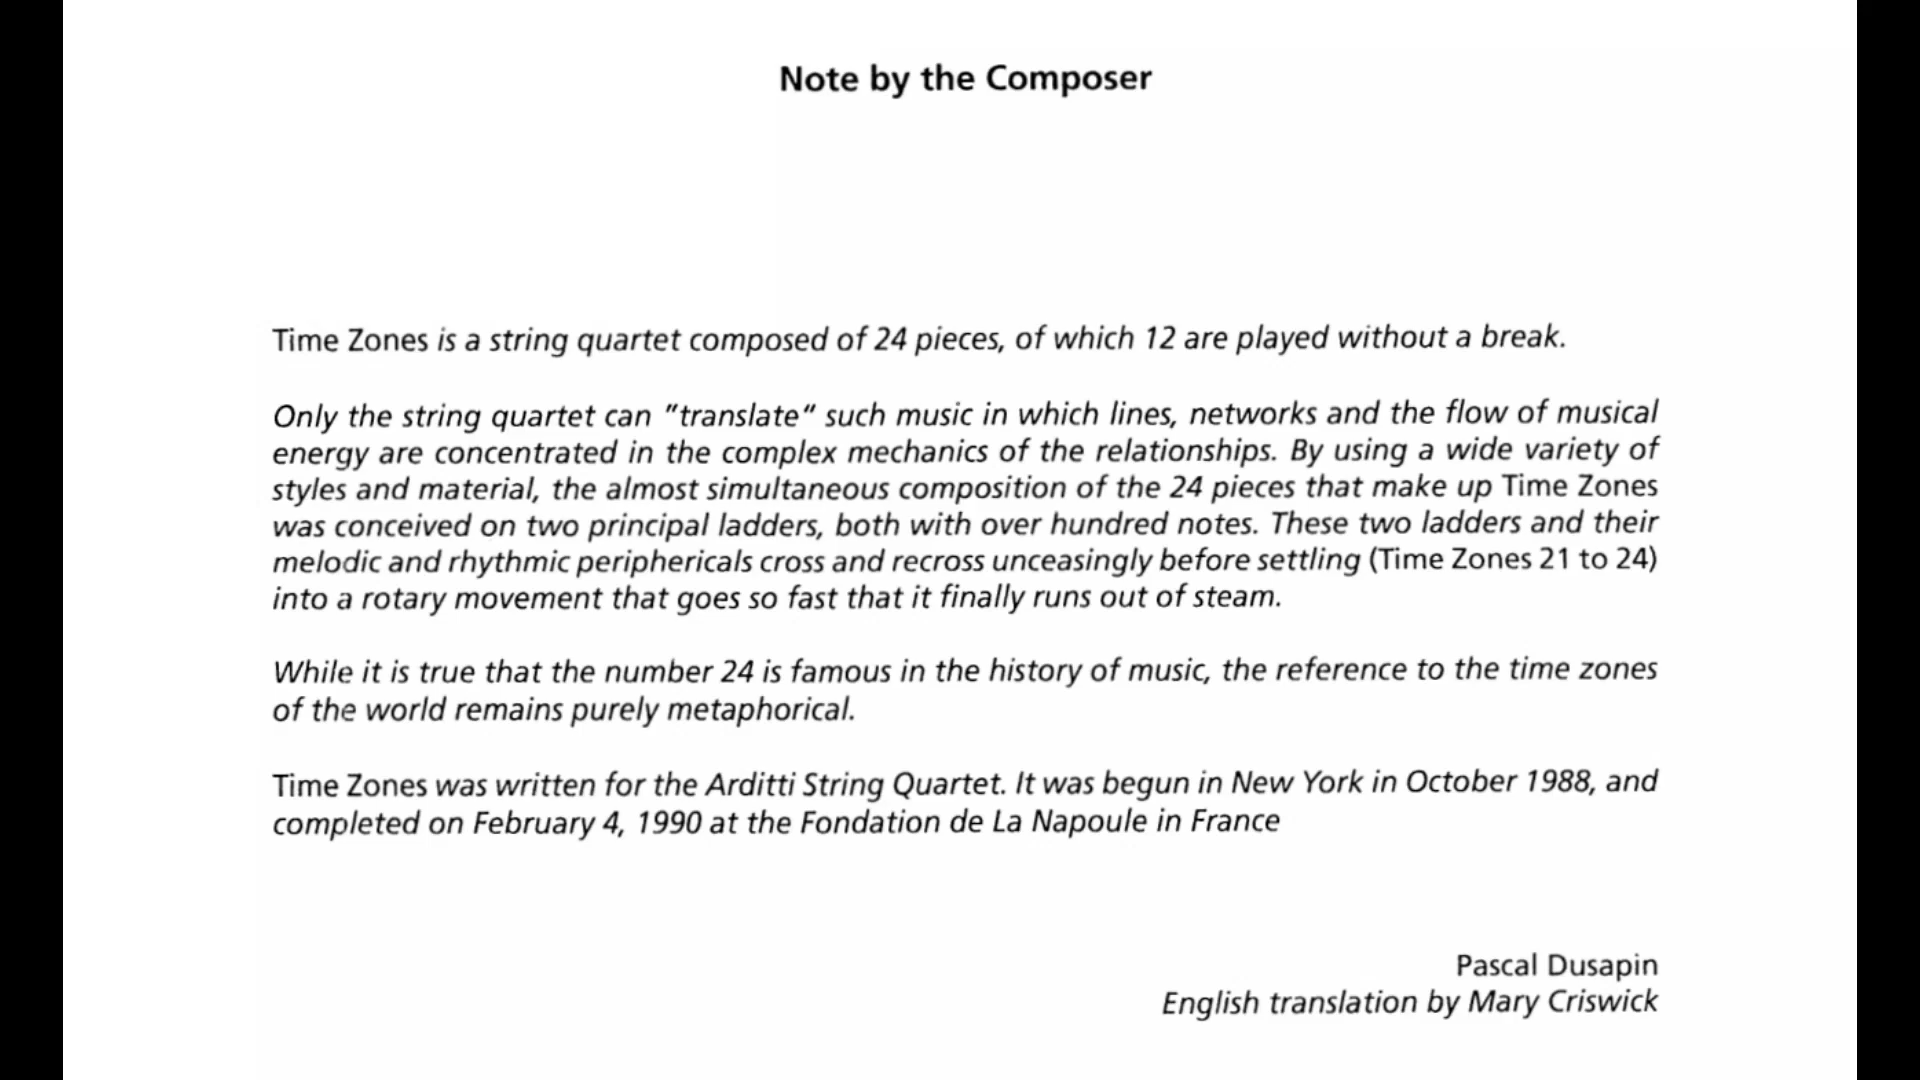 Note by the Composer
Time Zones is a string quartet composed of 24 pieces, of which 12 are played without a break.
Only the string quartet can "translate" such music in which lines, networks and the flow of musical
energy are concentrated in the complex mechanics of the relationships. By using a wide variety of
styles and material, the almost simultaneous composition of the 24 pieces that make up Time Zones
was conceived on two principal ladders, both with over hundred notes. These two ladders and their
melodic and rhythmic periphericals cross and recross unceasingly before settling (Time Zones 21 to 24)
into a rotary movement that goes so fast that it finally runs out of steam.
While it is true that the number 24 is famous in the history of music, the reference to the time zones
of the world remains purely metaphorical.
Time Zones was written for the Arditti String Quartet. It was begun in New York in October 1988, and
completed on February 4, 1990 at the Fondation de La Napoule in France
Pascal Dusapin
English translation by Mary Criswick